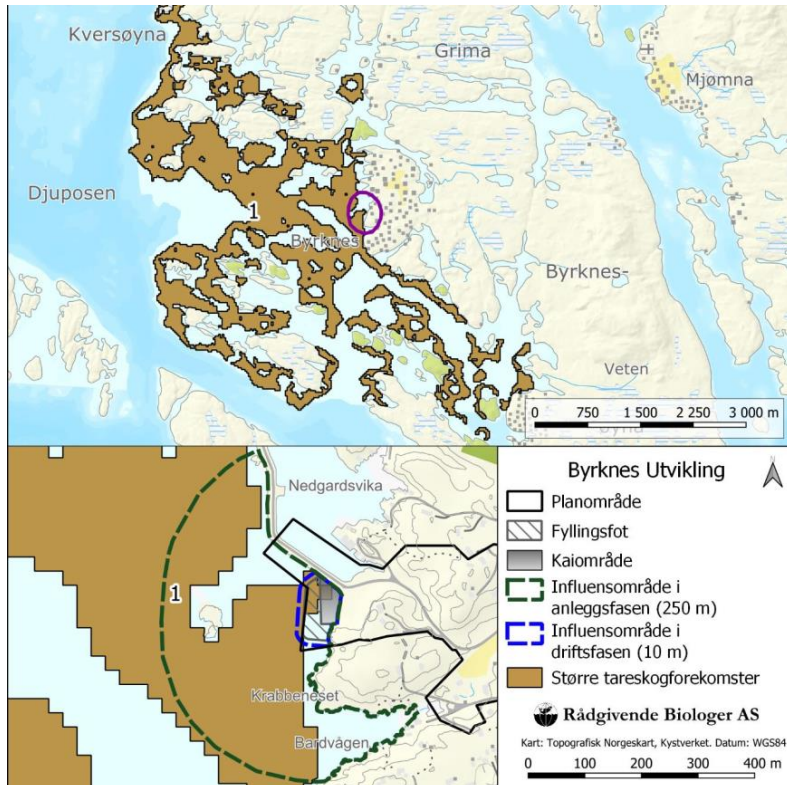 Kversøyna
Grima
Mjømna
Djuposen
1
Byrknes
Byrknes-
Veten
øyna
0 750 1 500 2 250 3 000 m
Nedgardsvika
1
Krabbeneset
Bardvågen
Byrknes Utvikling
Planområde
Fyllingsfot
Kaiområde
Influensområde i
anleggsfasen (250 m)
Influensområde i
driftsfasen (10 m)
Større tareskogforekomster
Rådgivende Biologer AS
Kart: Topografisk Norgeskart, Kystverket. Datum: WGS84
0 100 200 300 400 m